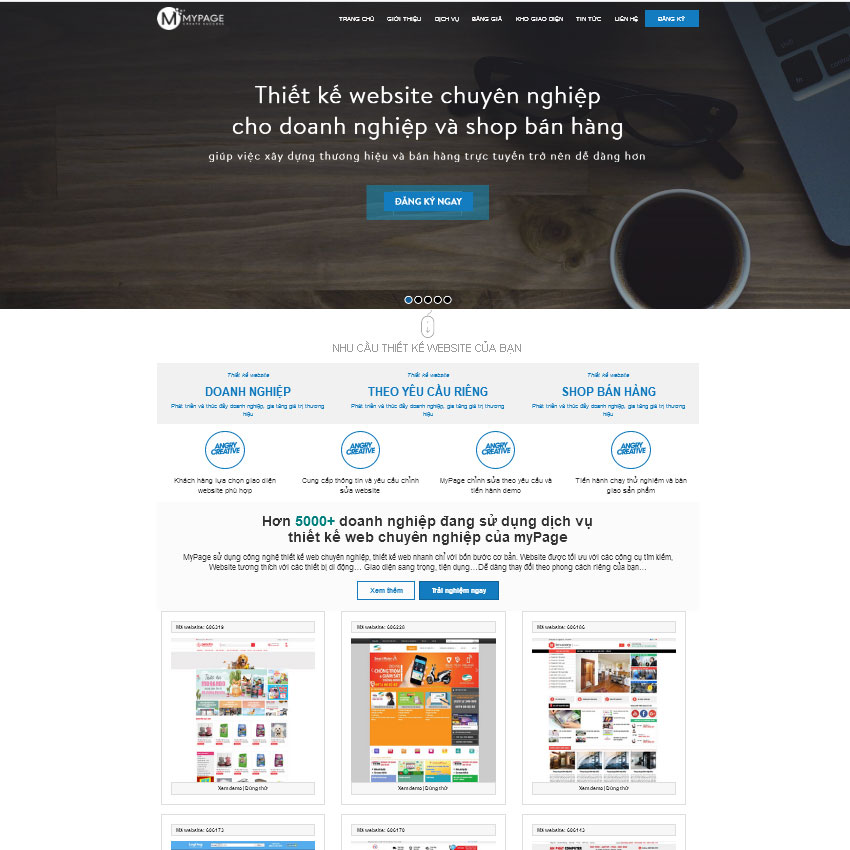 MYPAGE
TRANG CHỦ GIỚI THIỆU DỊCH VỤ BẢNG GIÁ KHO GIAO DIỆN TIN TỨC LIÊN HỆ ĐĂNG KÝ
Thiết kế website chuyên nghiệp
cho doanh nghiệp và shop bán hàng
giúp việc xây dựng thương hiệu và bán hàng trực tuyến trở nên dễ dàng hơn
ĐĂNG KÝ NGAY
NHU CẦU THIẾT KẾ WEBSITE CỦA BẠN
Thiết kế website Thiết kế website Thiết kế website
DOANH NGHIỆP THEO YÊU CẦU RIÊNG SHOP BÁN HÀNG
Phát triển và thúc đẩy doanh nghiệp, gia tăng giá trị thương Phát triển và thúc đẩy doanh nghiệp, gia tăng giá trị thương Phát triển và thúc đẩy doanh nghiệp, gia tăng giá trị thương
hiệu hiệu hiệu
ANGRY ANGRY ANGRY ANGRY
CREATIVE CREATIVE CREATIVE CREATIVE
Khách hàng lựa chọn giao diện Cung cấp thông tin và yêu cầu chỉnh MyPage chỉnh sửa theo yêu cầu và Tiến hành chạy thử nghiệm và bàn
website phù hợp sửa website tiến hành demo giao sản phẩm
Hơn 5000+ doanh nghiệp đang sử dụng dịch vụ
thiết kế web chuyên nghiệp của myPage
MyPage sử dụng công nghệ thiết kế web chuyên nghiệp, thiết kế web nhanh chỉ với bốn bước cơ bản. Website được tối ưu với các công cụ tìm kiếm,
Website tương thích với các thiết bị di động… Giao diện sang trọng, tiện dụng…Dễ dàng thay đổi theo phong cách riêng của bạn…
Xem thêm Trải nghiệm ngay
Mã website: 606319 Mã website: 606228 Mã website: 606186
Xem demo | Dùng thử Xem demo | Dùng thử Xem demo | Dùng thử
Mã website: 606173 Mã website: 606170 Mã website: 606143